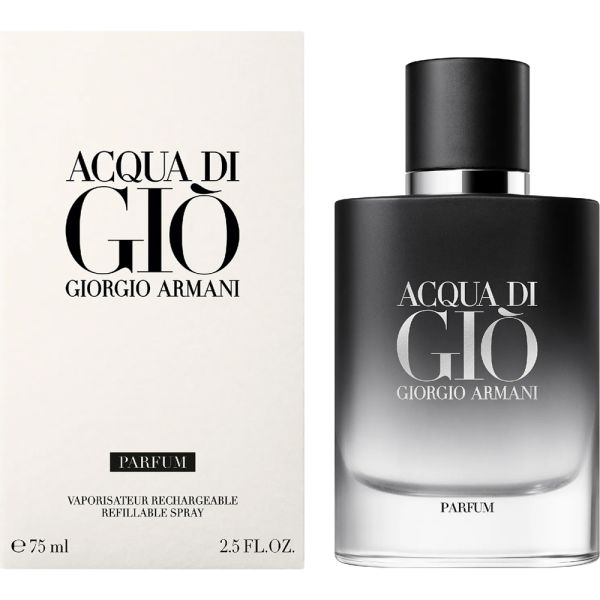 ACQUA DI
GIÒ
GIORGIO ARMANI
PARFUM
VAPORISATEUR RECHARGEABLE
REFILLABLE SPRAY
℮ 75 ml 2.5 FL.OZ.
ACQUA DI
GIÒ
GIORGIO ARMANI
PARFUM